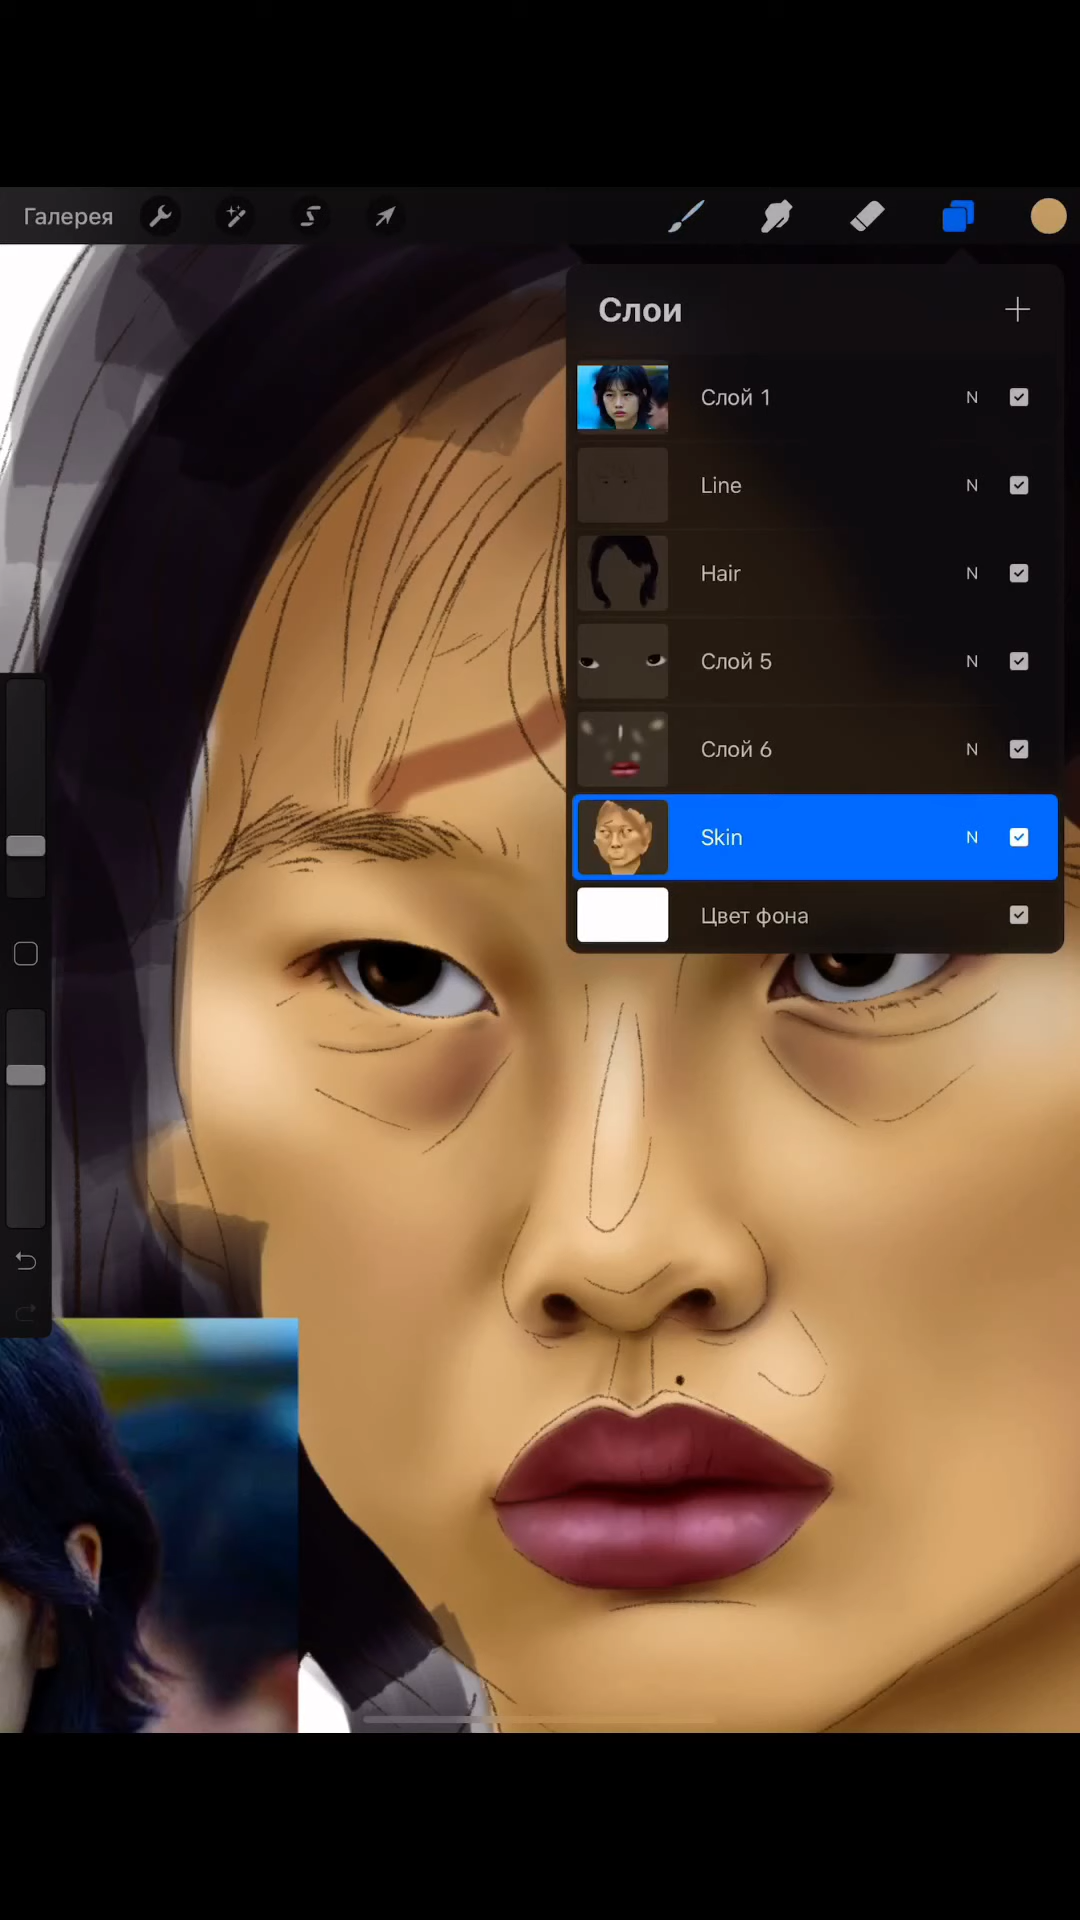 Галерея
Слои
Слой 1 N
Line N
Hair N
Слой 5 N
Слой 6 N
Skin N
Цвет фона